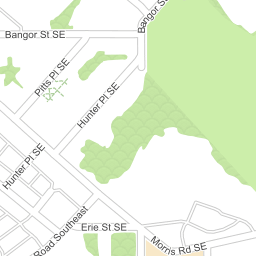 Bangor St
Bangor St SE
Pitts Pl SE
Hunter Pl SE
Hunter Pl SE
Road Southeast
Erie St SE
Morris Rd SE